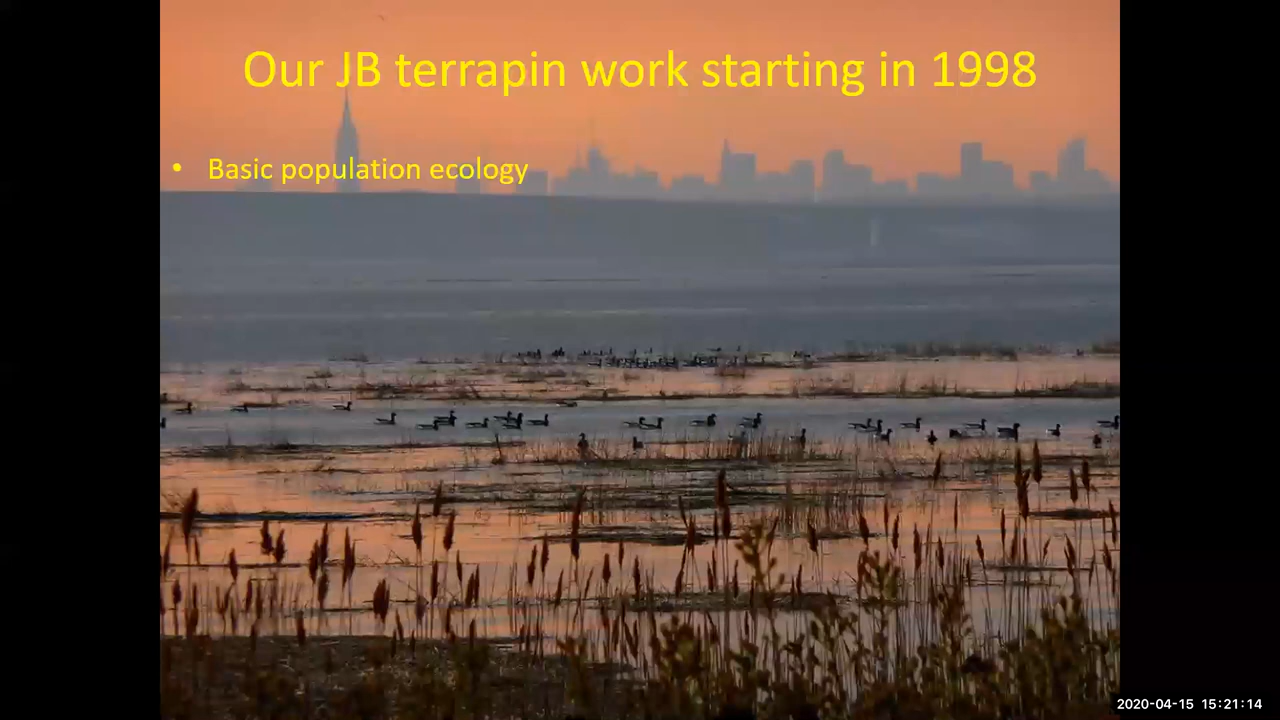 Our JB terrapin work starting in 1998
• Basic population ecology
2020-04-15 15:21:14